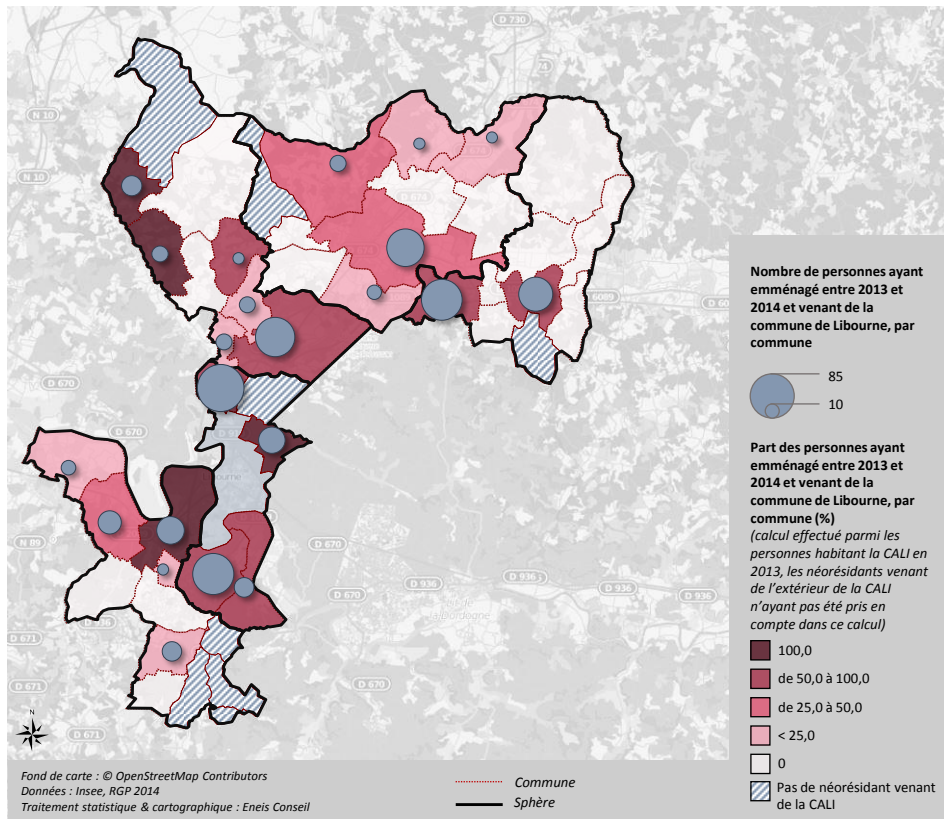 D 730
N 10
N 10
D 670
D 670
N 89
D 670
D 936
D 936
D 670
D 936
D 671
D 670
D 671
D 671
N
Nombre de personnes ayant
emménagé entre 2013 et
2014 et venant de la
commune de Libourne, par
commune
85
10
Part des personnes ayant
emménagé entre 2013 et
2014 et venant de la
commune de Libourne, par
commune (%)
(calcul effectué parmi les
personnes habitant la CALI en
2013, les néorésidants venant
de l’extérieur de la CALI
n’ayant pas été pris en
compte dans ce calcul)
100,0
de 50,0 à 100,0
de 25,0 à 50,0
< 25,0
0
Pas de néorésidant venant
de la CALI
Fond de carte : © OpenStreetMap Contributors
Données : Insee, RGP 2014
Traitement statistique & cartographique : Eneis Conseil
Commune
Sphère